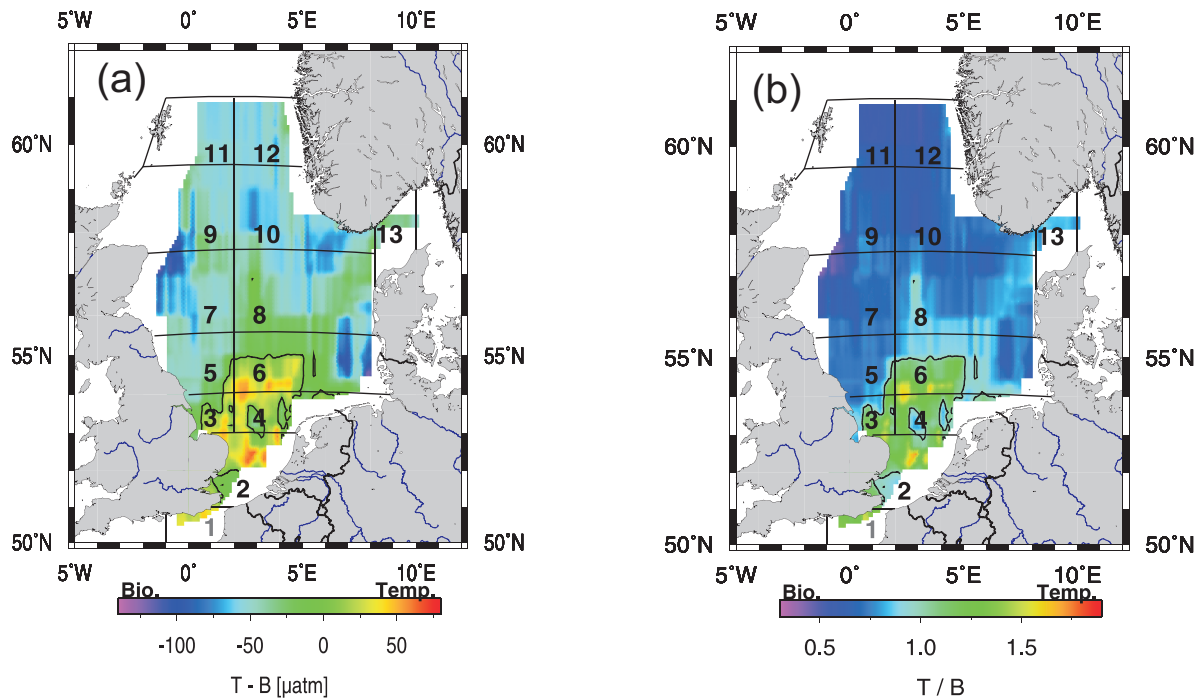 5°W 0° 5°E 10°E
(a)
60°N
55°N
50°N
11 12
9 10 13
7 8
5 6
3 4
2
1
5°W 0° 5°E 10°E
Bio. Temp.
-100 -50 0 50
T - B [µatm]
5°W 0° 5°E 10°E
(b)
60°N 60°N
55°N 55°N
50°N 50°N
11 12
9 10 13
7 8
5 6
3 4
2
1
5°W 0° 5°E 10°E
Bio. Temp.
0.5 1.0 1.5
T / B